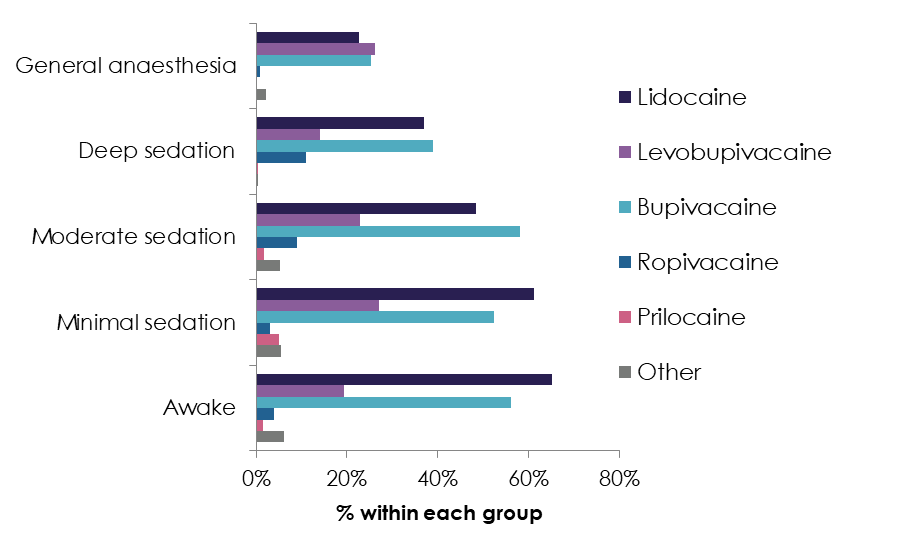 General anaesthesia
Deep sedation
Moderate sedation
Minimal sedation
Awake
0% 20% 40% 60% 80%
% within each group
Lidocaine
Levobupivacaine
Bupivacaine
Ropivacaine
Prilocaine
Other